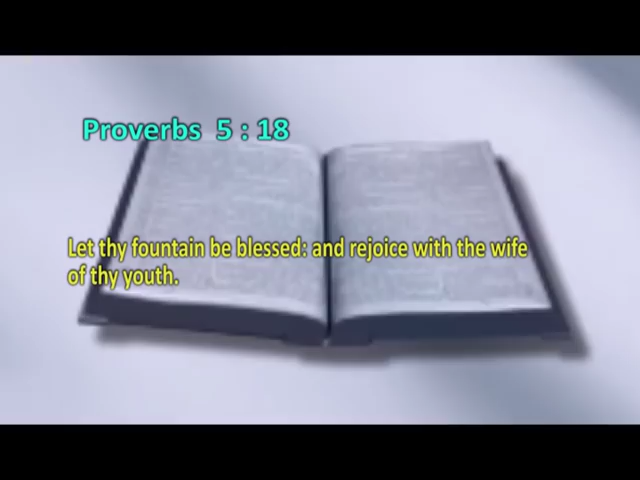 Proverbs 5 : 18
Let thy fountain be blessed: and rejoice with the wife
of thy youth.